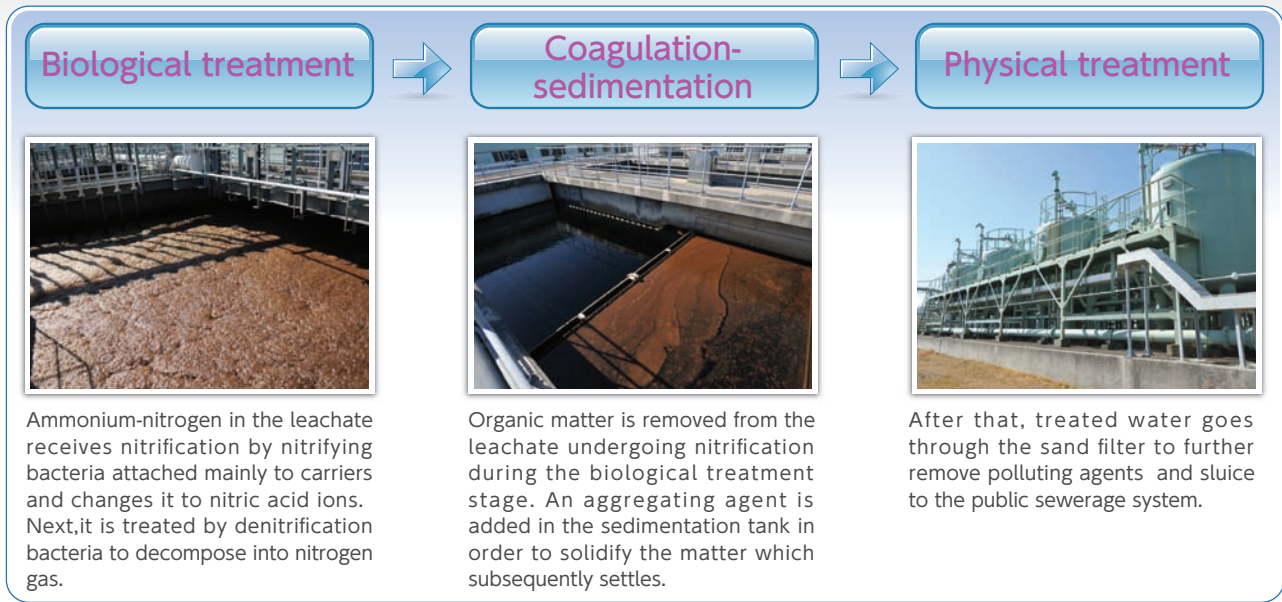 Biological treatment
Coagulation-
sedimentation
Physical treatment
Ammonium-nitrogen in the leachate
receives nitrification by nitrifying
bacteria attached mainly to carriers
and changes it to nitric acid ions.
Next,it is treated by denitrification
bacteria to decompose into nitrogen
gas.
Organic matter is removed from the
leachate undergoing nitrification
during the biological treatment
stage. An aggregating agent is
added in the sedimentation tank in
order to solidify the matter which
subsequently settles.
After that, treated water goes
through the sand filter to further
remove polluting agents and sluice
to the public sewerage system.